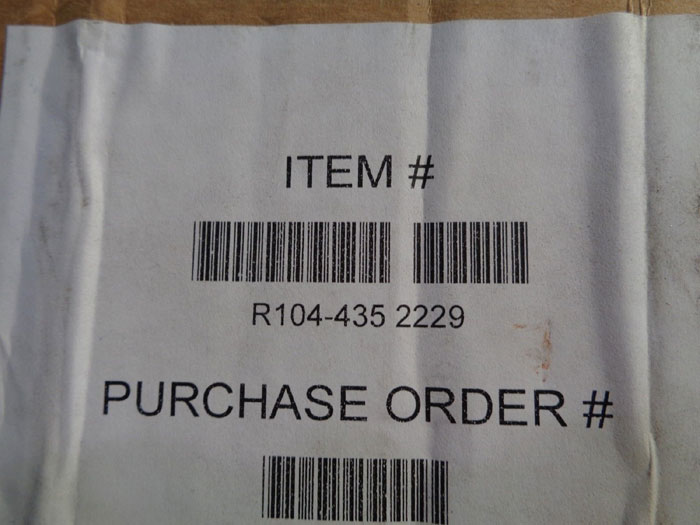 ITEM #
R104-435 2229
PURCHASE ORDER #